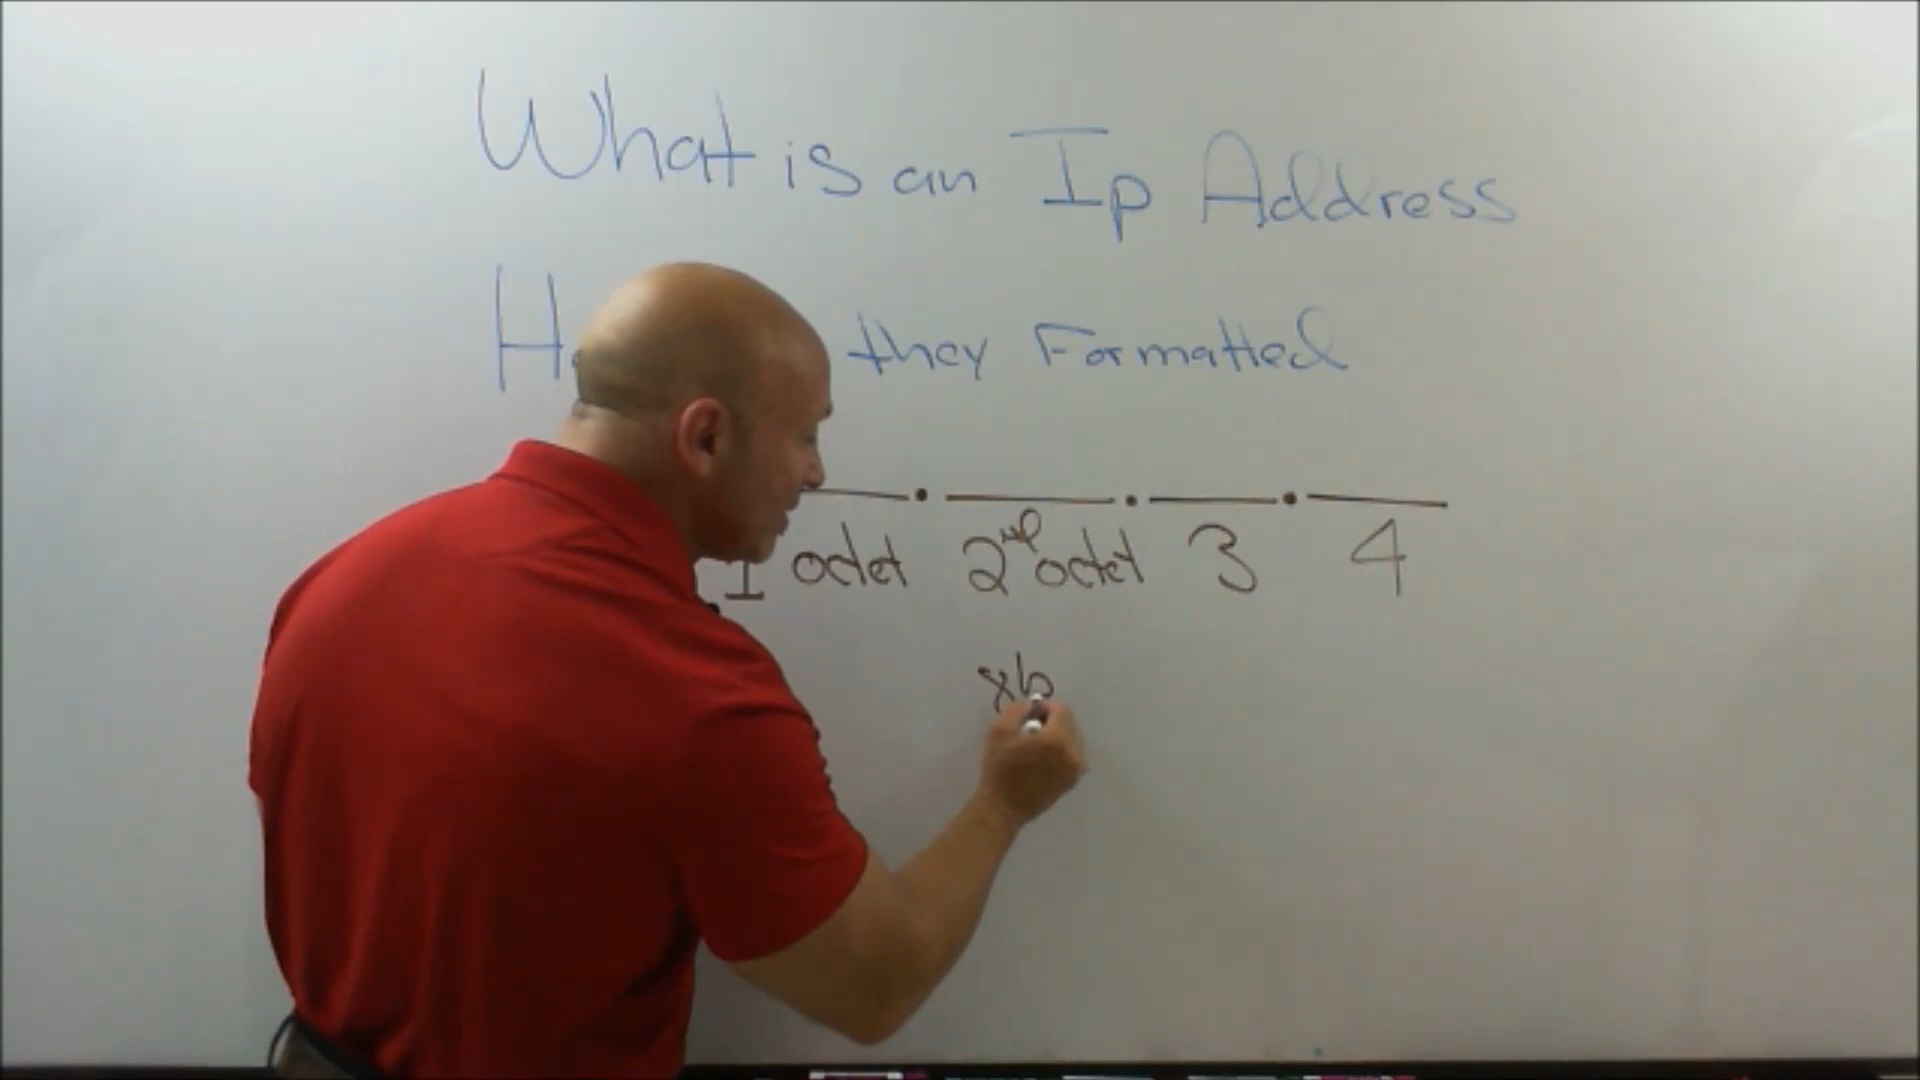 What is an Ip Address
they Formatted
1 octet 2nd octet 3 4
8b